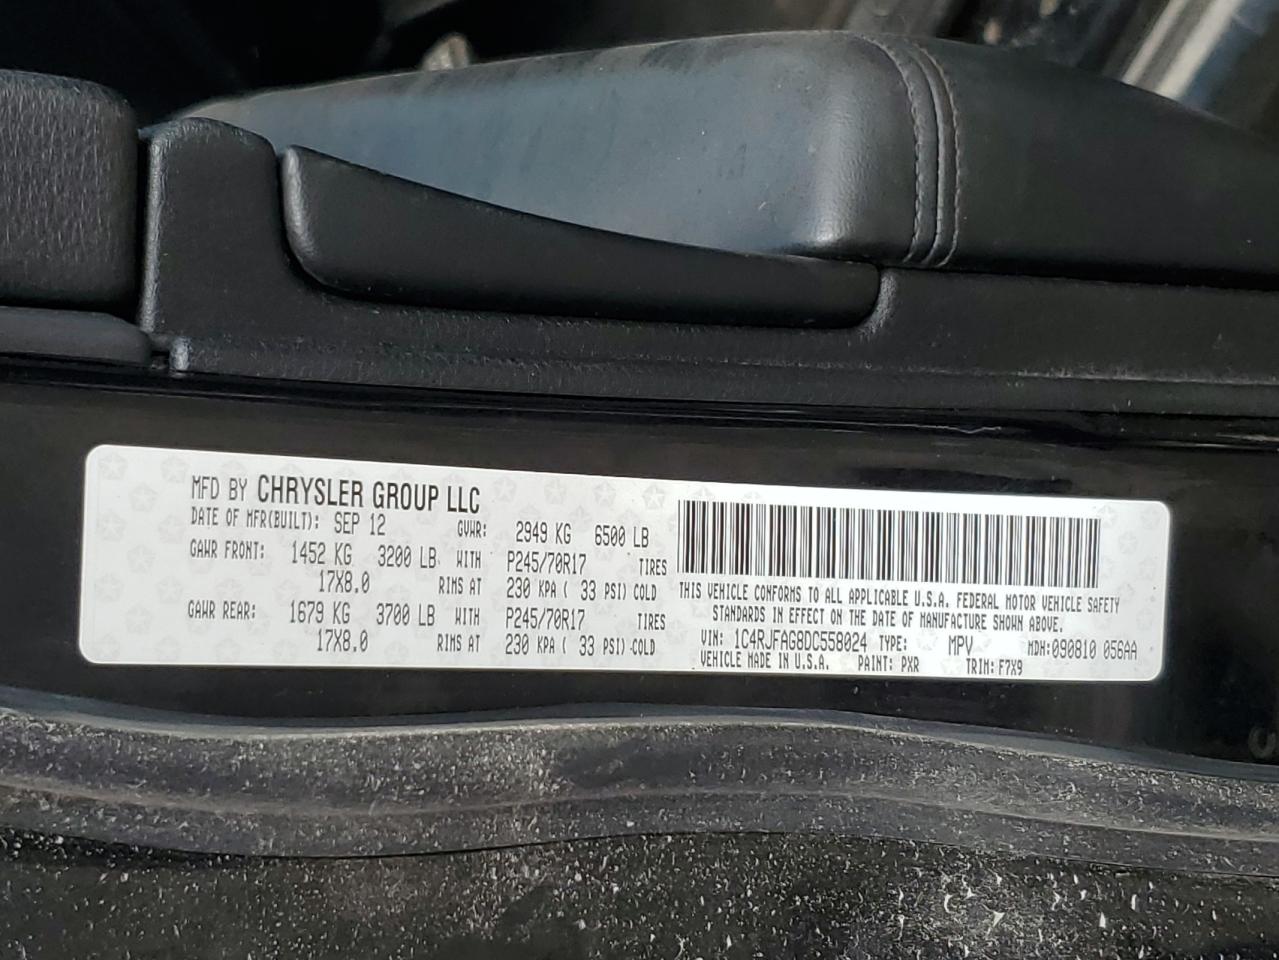 MFD BY CHRYSLER GROUP LLC
DATE OF MFR(BUILT): SEP 12 GVWR: 2949 KG 6500 LB
GAWR FRONT: 1452 KG 3200 LB WITH P245/70R17 TIRES
17X8.0 RIMS AT 230 KPA ( 33 PSI) COLD
GAWR REAR: 1679 KG 3700 LB WITH P245/70R17 TIRES
17X8.0 RIMS AT 230 KPA ( 33 PSI) COLD
THIS VEHICLE CONFORMS TO ALL APPLICABLE U.S.A. FEDERAL MOTOR VEHICLE SAFETY
STANDARDS IN EFFECT ON THE DATE OF MANUFACTURE SHOWN ABOVE.
VIN: 1C4RJFAG8DC558024 TYPE: MPV MDH:090810 056AA
VEHICLE MADE IN U.S.A. PAINT: PXR TRIM: F7X9